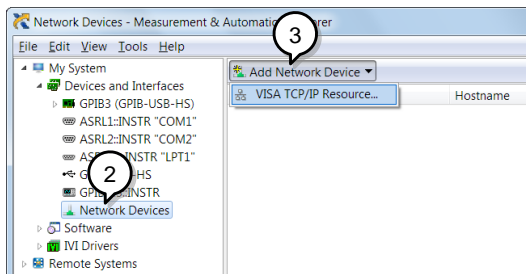 Network Devices - Measurement & Automation
3
File Edit View Tools Help
My System
Add Network Device
Devices and Interfaces
VISA TCP/IP Resource...
Hostname
GPIB3 (GPIB-USB-HS)
ASRL1::INSTR "COM1"
ASRL2::INSTR "COM2"
INSTR "LPT1"
2
INSTR
Network Devices
Software
IVI Drivers
Remote Systems